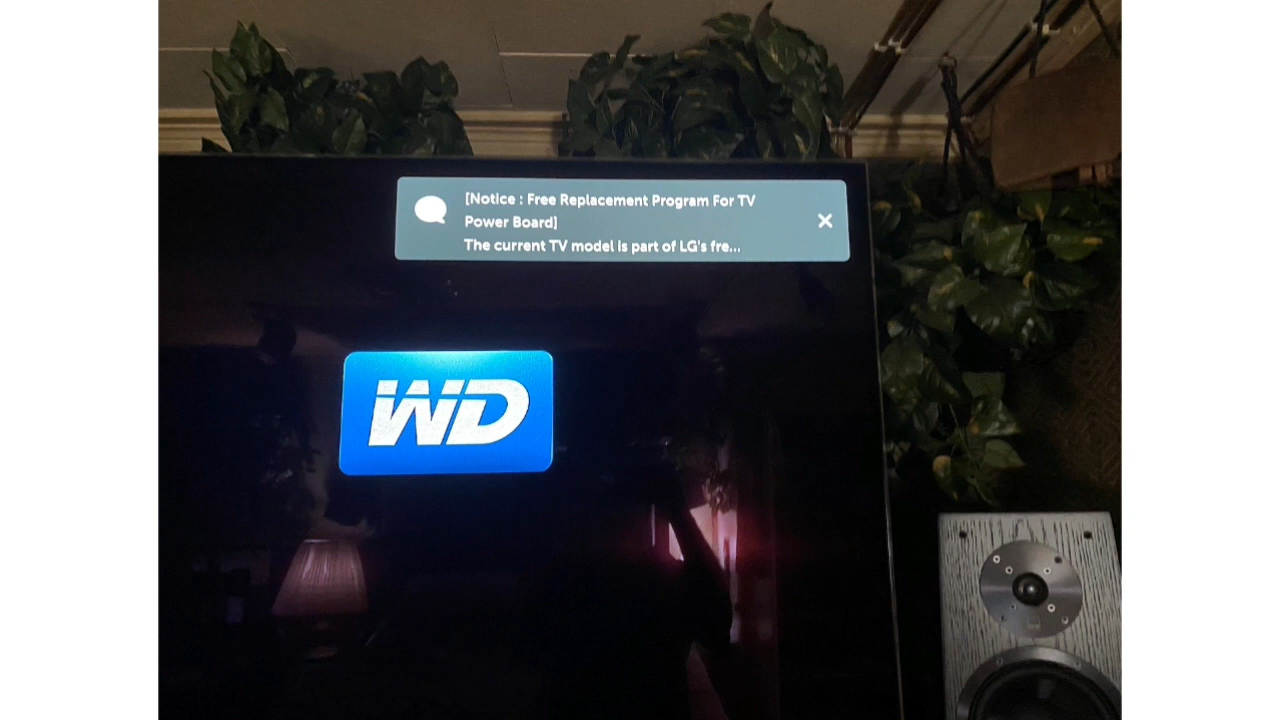 [Notice : Free Replacement Program For TV
Power Board]
The current TV model is part of LG's fre...
WD